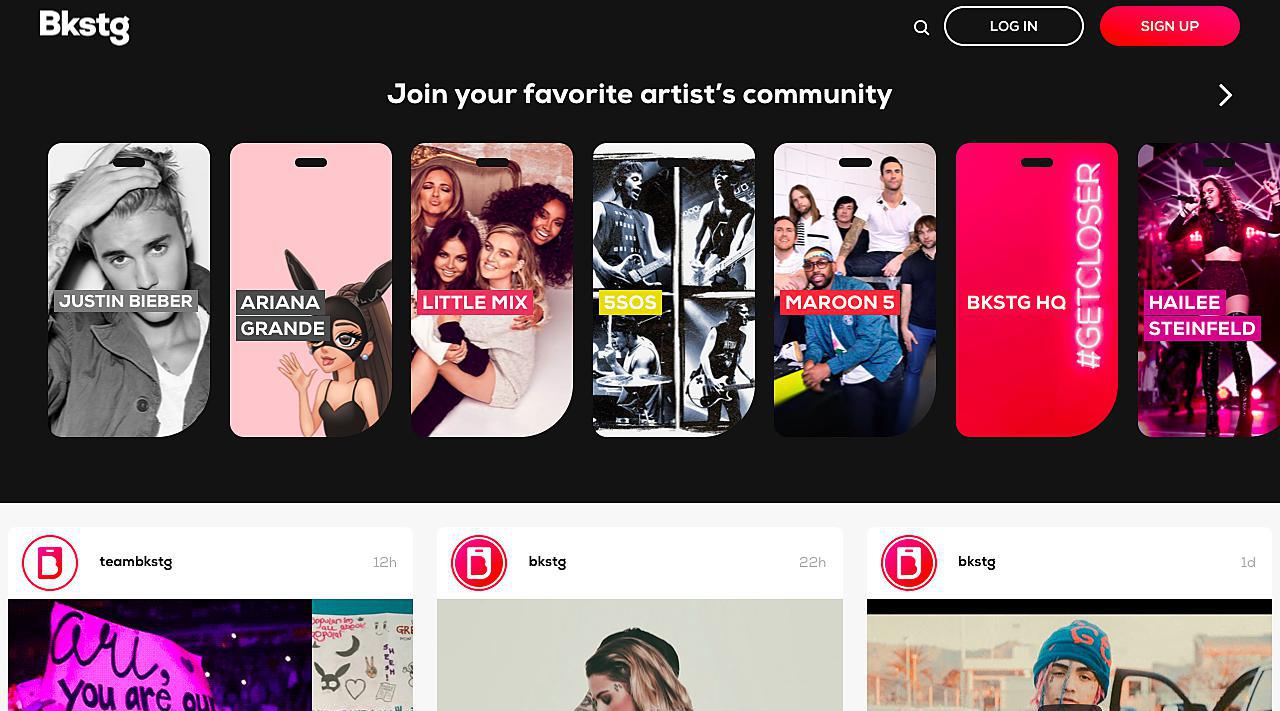 Bkstg
LOG IN
SIGN UP
Join your favorite artist's community
JUSTIN BIEBER
ARIANA
GRANDE
LITTLE MIX
5SOS
MAROON 5
BKSTG HQ
#GETCLOSER
HAILEE
STEINFELD
teambkstg
12h
bkstg
22h
bkstg
1d
ari,
you are our